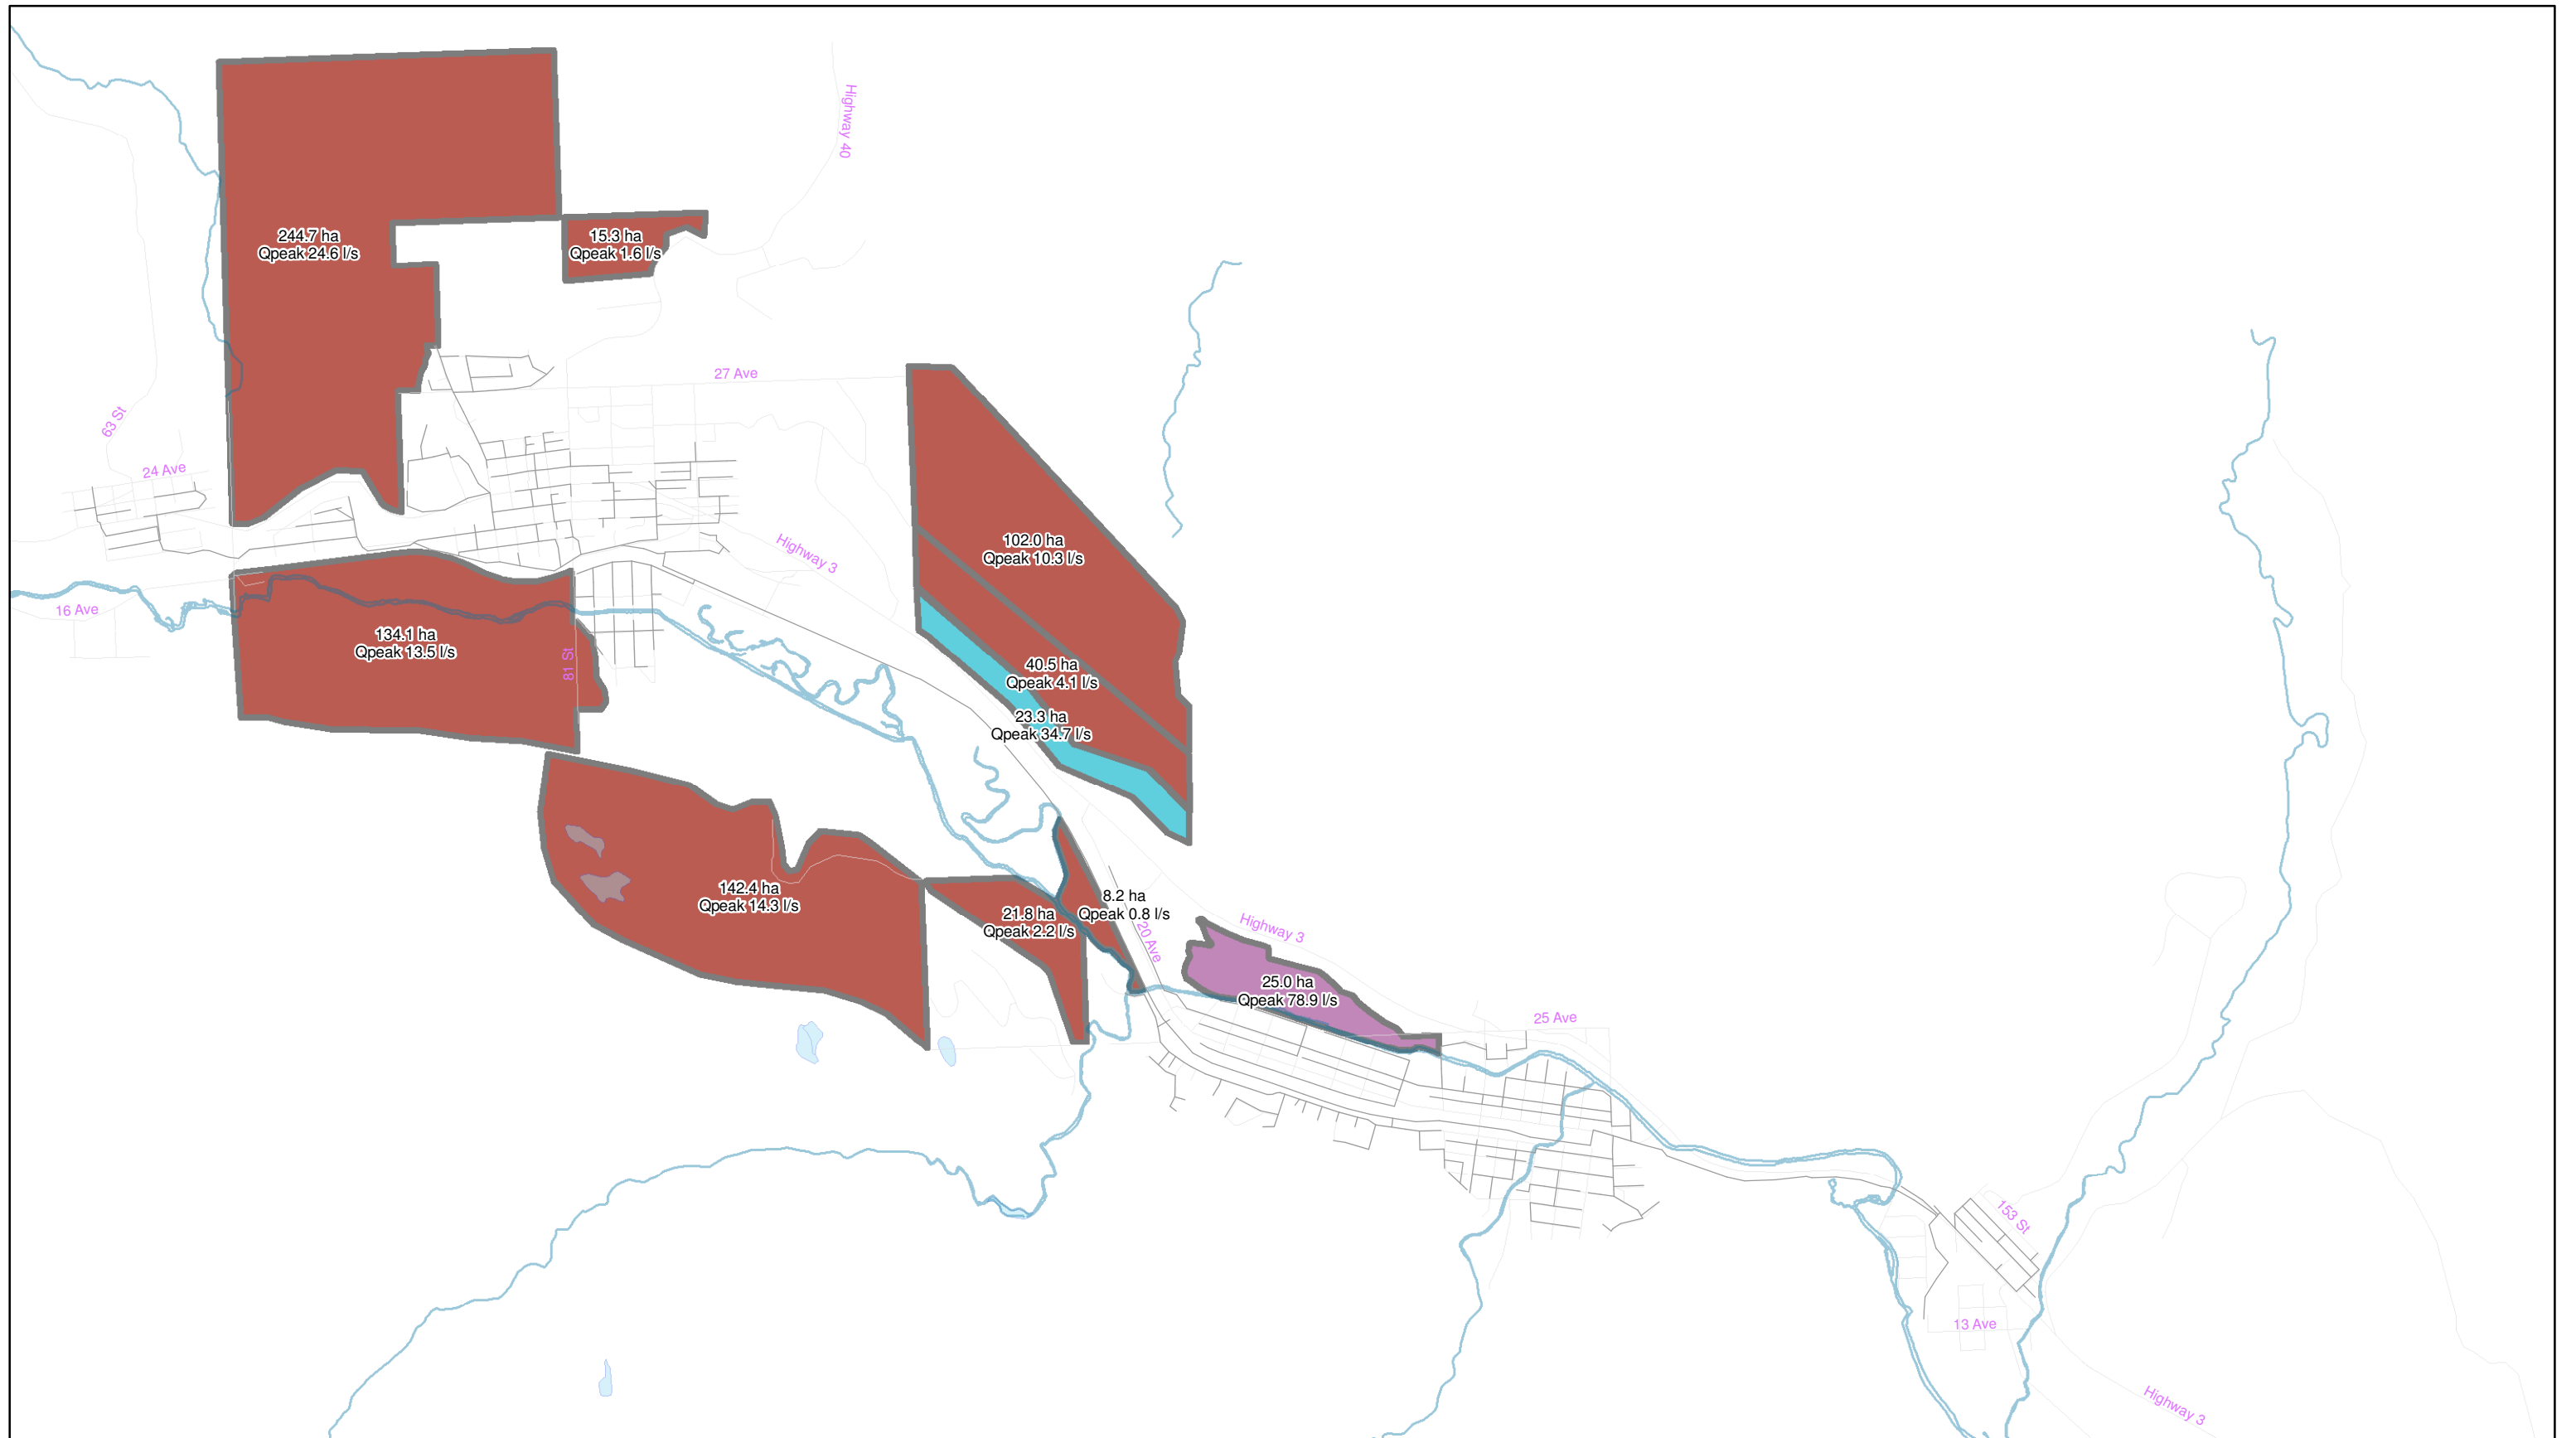 Highway 40
244.7 ha
Qpeak 24.6 l/s
15.3 ha
Qpeak 1.6 l/s
27 Ave
63 St
24 Ave
Highway 3
102.0 ha
Qpeak 10.3 l/s
16 Ave
134.1 ha
Qpeak 13.5 l/s
81 St
40.5 ha
Qpeak 4.1 l/s
23.3 ha
Qpeak 34.7 l/s
142.4 ha
Qpeak 14.3 l/s
21.8 ha
Qpeak 2.2 l/s
8.2 ha
Qpeak 0.8 l/s
20 Ave
Highway 3
25.0 ha
Qpeak 78.9 l/s
25 Ave
153 St
13 Ave
Highway 3